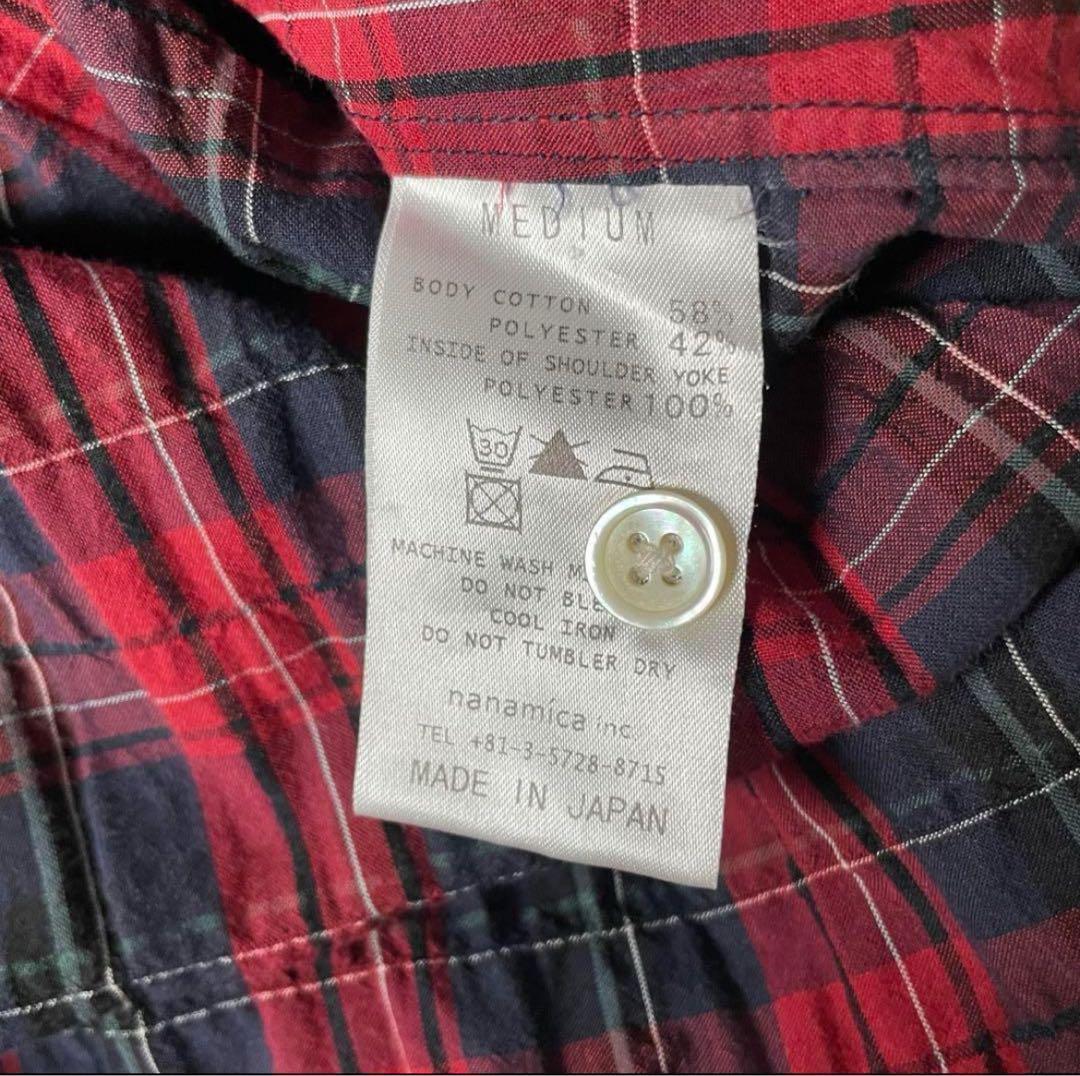 MEDIUM
BODY COTTON 58%
POLYESTER 42%
INSIDE OF SHOULDER YOKE
POLYESTER 100%
30
MACHINE WASH
DO NOT
COOL IRON
DO NOT TUMBLER DRY
nanamica inc
TEL +81-3-5728-8715
MADE IN JAPAN